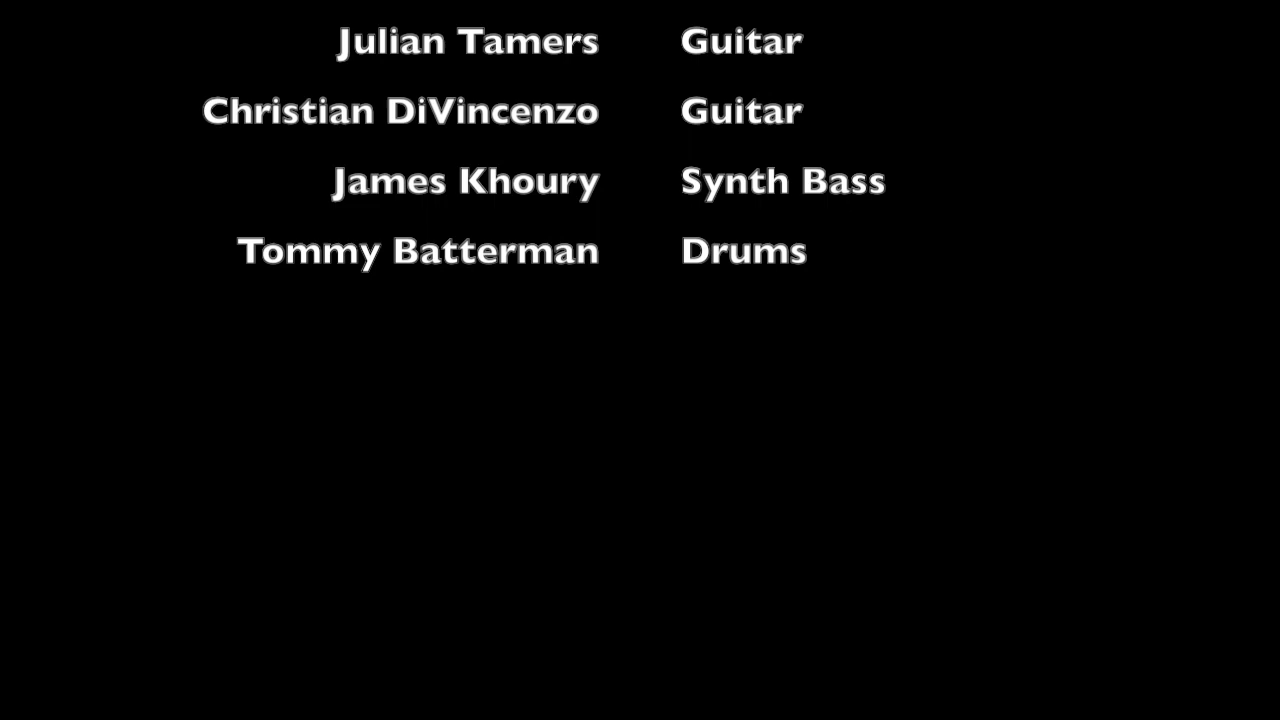 Julian Tamers Guitar
Christian DiVincenzo Guitar
James Khoury Synth Bass
Tommy Batterman Drums